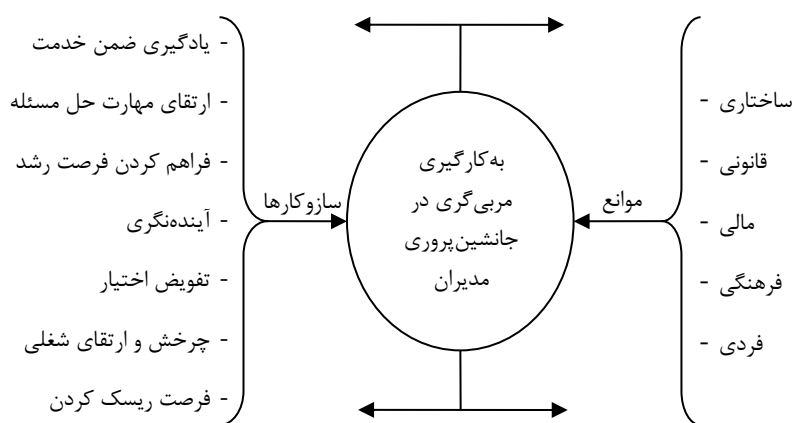 ساختاری -
قانونی -
مالی -
فرهنگی -
فردی -
موانع
به‌کارگیری
مربی‌گری در
جانشین‌پروری
مدیران
سازوکارها
یادگیری ضمن خدمت -
ارتقای مهارت حل مسئله -
فراهم کردن فرصت رشد -
آینده‌نگری -
تفویض اختیار -
چرخش و ارتقای شغلی -
فرصت ریسک کردن -